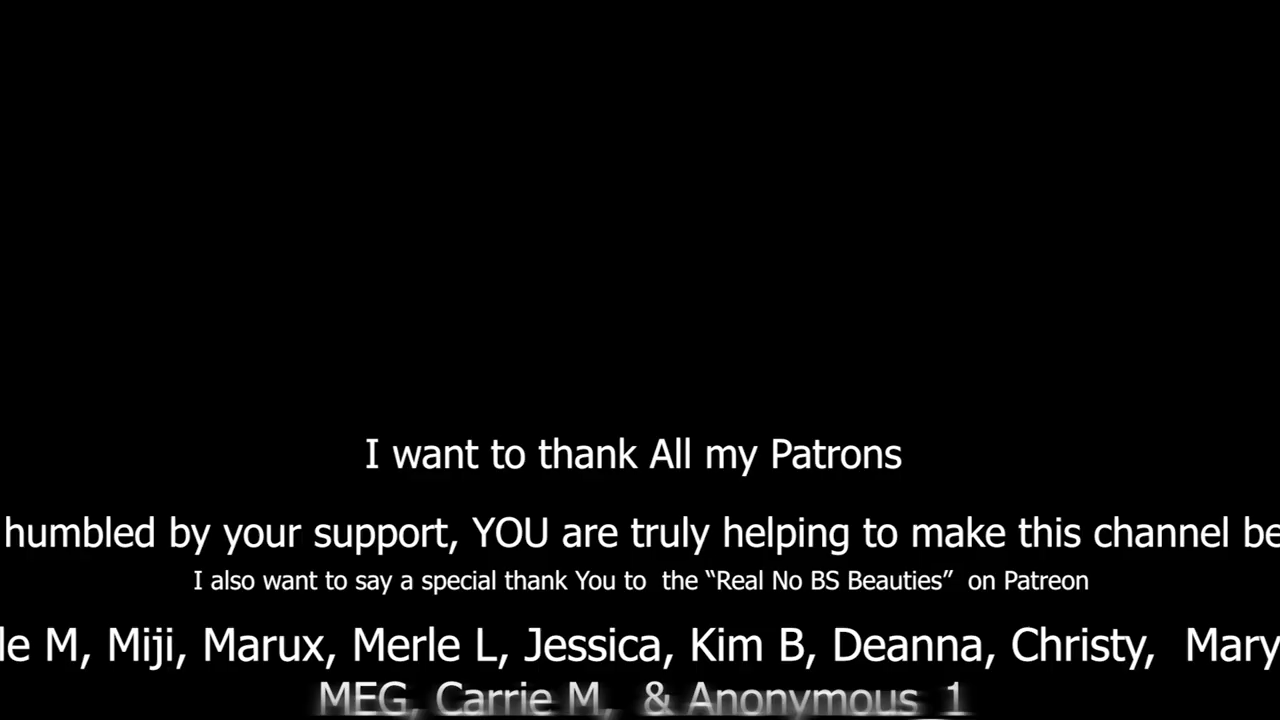 I want to thank All my Patrons
humbled by your support, YOU are truly helping to make this channel be
I also want to say a special thank You to the “Real No BS Beauties” on Patreon
le M, Miji, Marux, Merle L, Jessica, Kim B, Deanna, Christy, Mary
MEG, Carrie M, & Anonymous 1